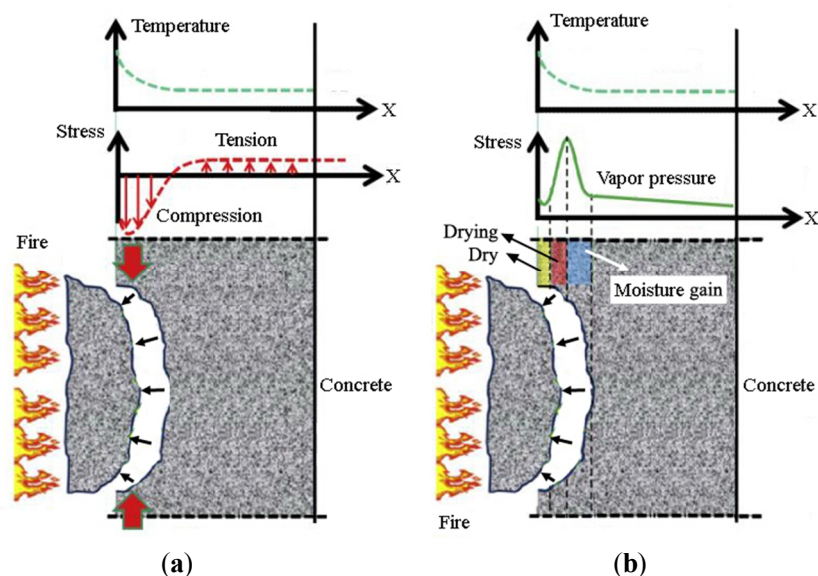 Temperature
X
Stress
Tension
X
Compression
Fire
Concrete
(a)
Temperature
X
Stress
Vapor pressure
X
Drying
Dry
Moisture gain
Concrete
Fire
(b)